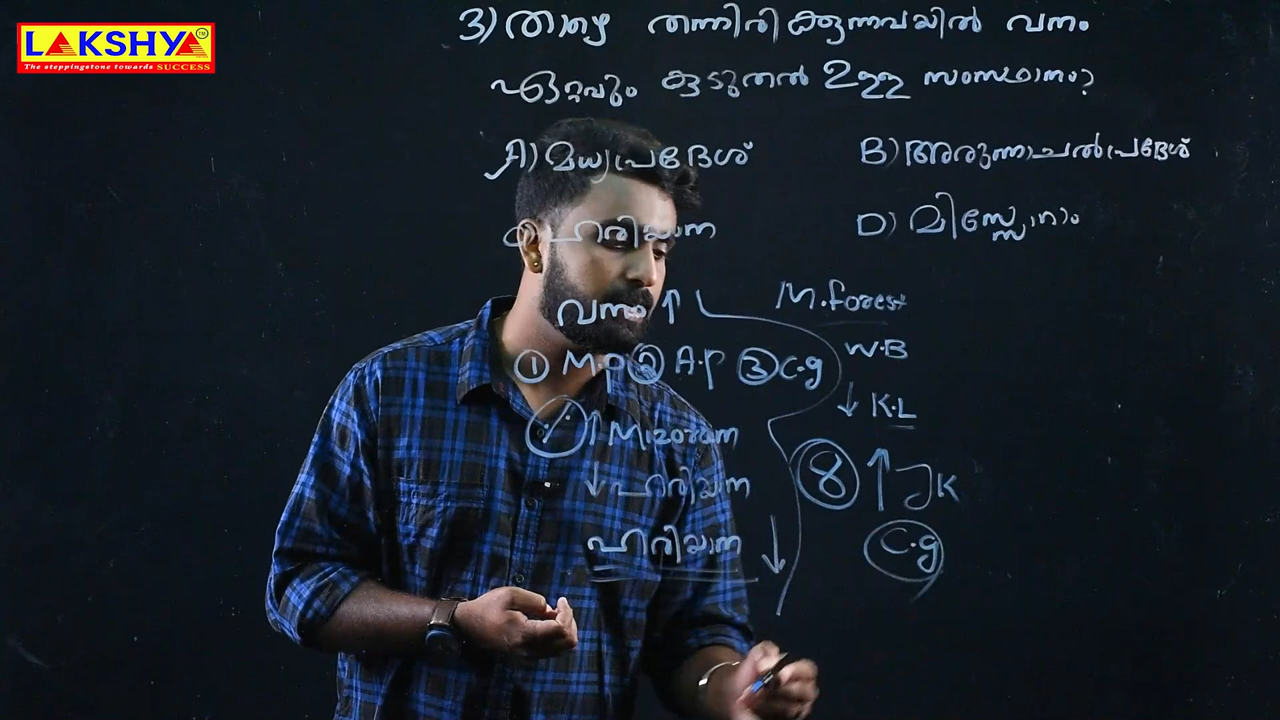 LAKSHYA TM
The steppingstone towards SUCCESS
3) താഴെ തന്നിരിക്കുന്നവയിൽ വനം
ഏറ്റവും കൂടുതൽ ഉള്ള സംസ്ഥാനം?
A) മധ്യപ്രദേശ് B) അരുണാചൽപ്രദേശ്
C) ഹരിയാന D) മിസ്സോറാം
വനം ↑ M.forest
① M.P ② A.P ③ C.g W.B
↓ K.L
% ↑ Mizoram
↓ ഹരിയാന 8 ↑ JK
ഹരിയാന ↓ C.g